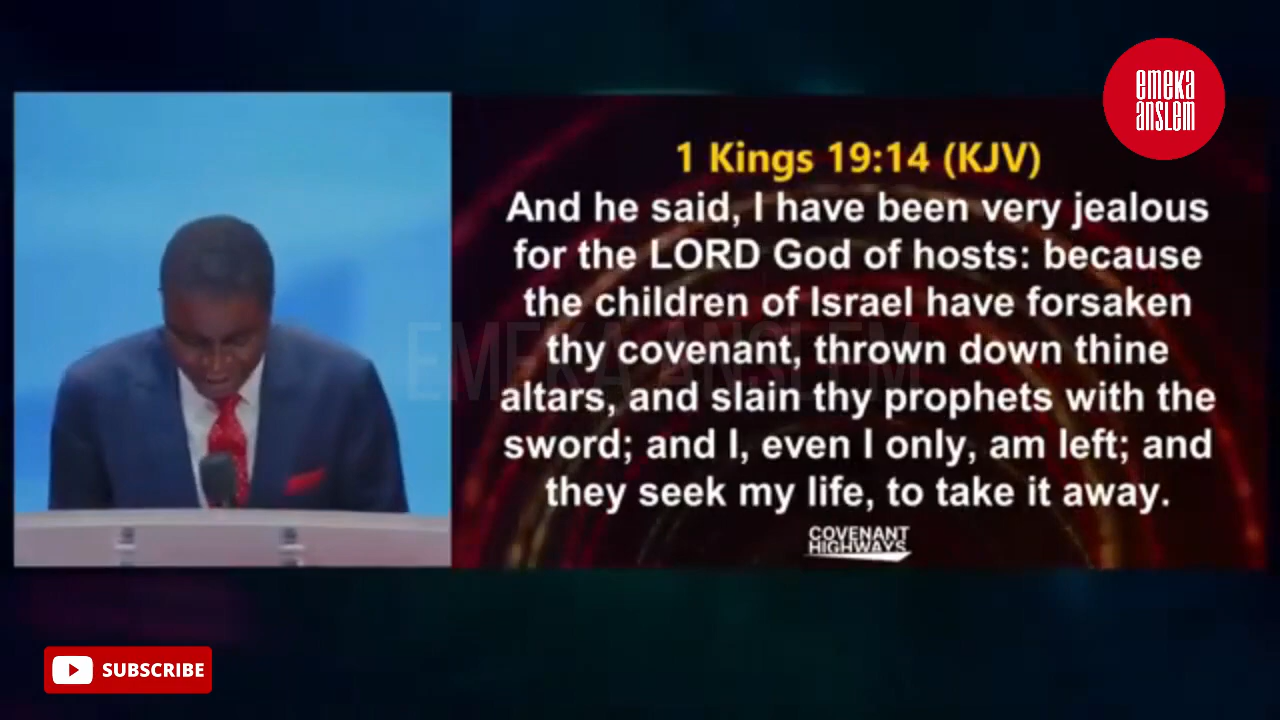 emeka
anslem
1 Kings 19:14 (KJV)
And he said, I have been very jealous
for the LORD God of hosts: because
the children of Israel have forsaken
thy covenant, thrown down thine
altars, and slain thy prophets with the
sword; and I, even I only, am left; and
they seek my life, to take it away.
EMEKA ANSLEM
COVENANT
HIGHWAYS
SUBSCRIBE